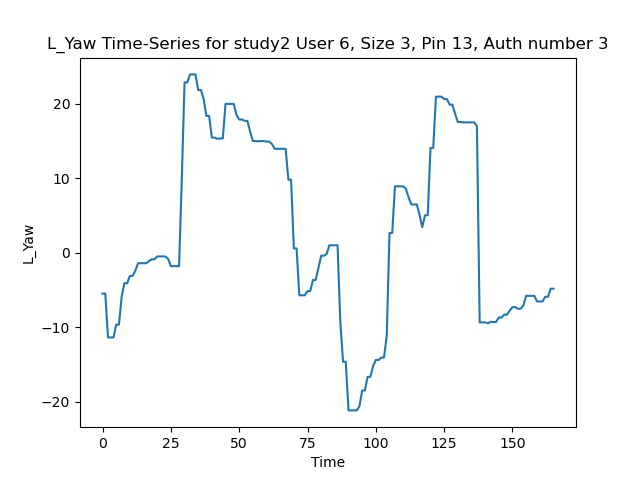 L_Yaw Time-Series for study2 User 6, Size 3, Pin 13, Auth number 3
L_Yaw
20
10
0
−10
−20
0 25 50 75 100 125 150
Time